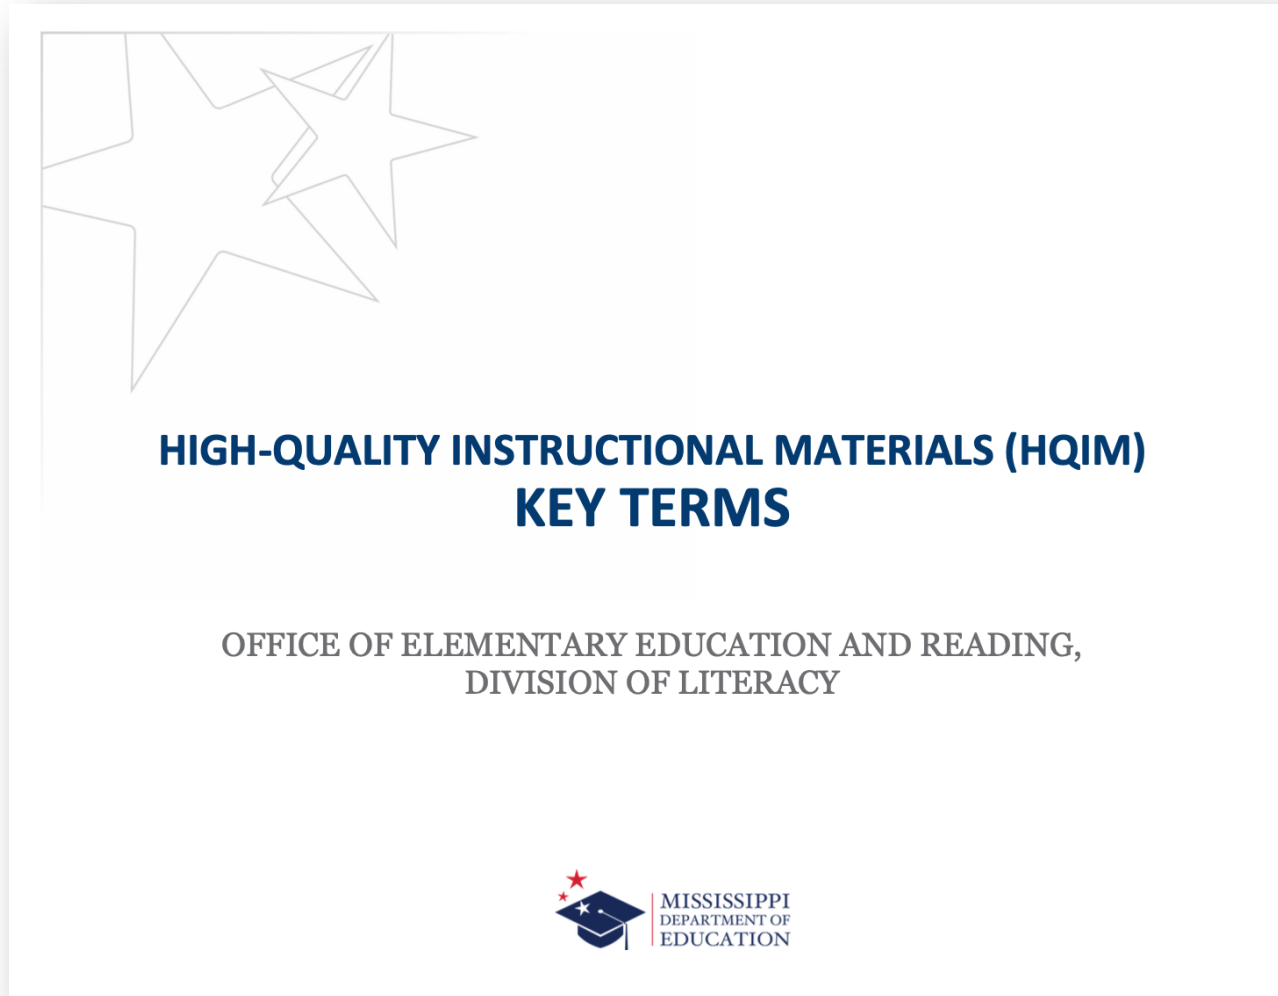 HIGH-QUALITY INSTRUCTIONAL MATERIALS (HQIM)
KEY TERMS
OFFICE OF ELEMENTARY EDUCATION AND READING,
DIVISION OF LITERACY
MISSISSIPPI
DEPARTMENT OF
EDUCATION